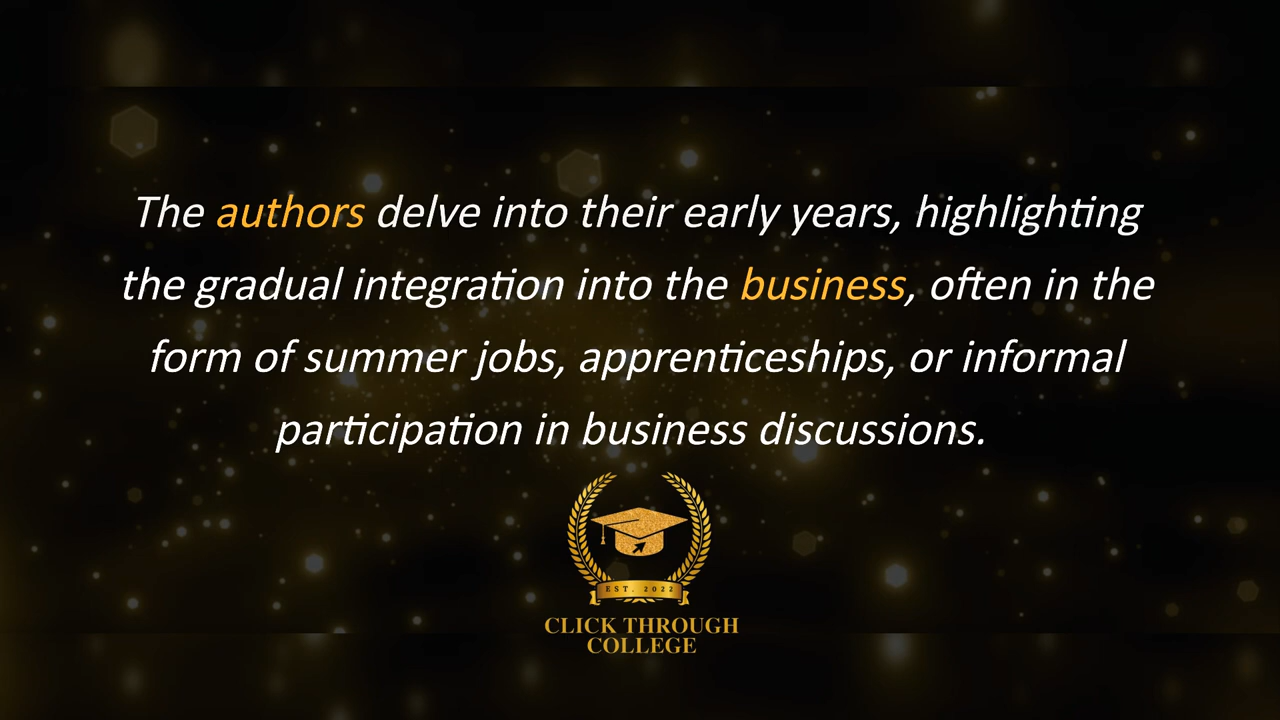 The authors delve into their early years, highlighting
the gradual integration into the business, often in the
form of summer jobs, apprenticeships, or informal
participation in business discussions.
EST. 2022
CLICK THROUGH
COLLEGE